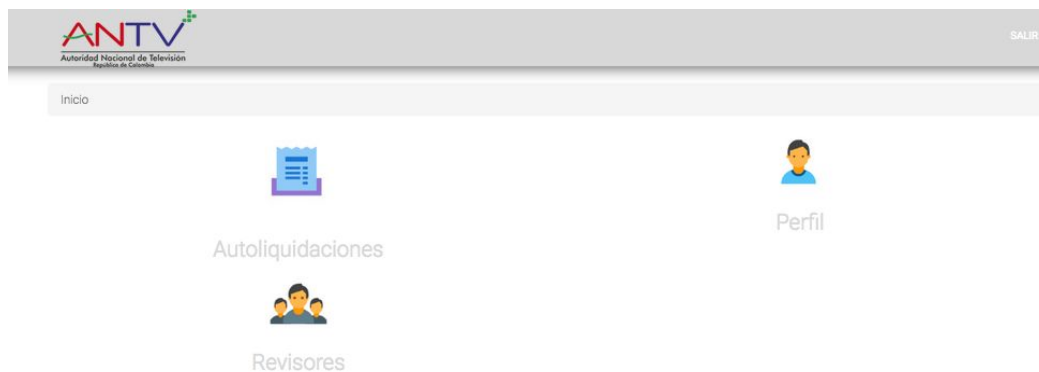 ANTV
Autoridad Nacional de Televisión
República de Colombia
SALIR
Inicio
Autoliquidaciones
Perfil
Revisores